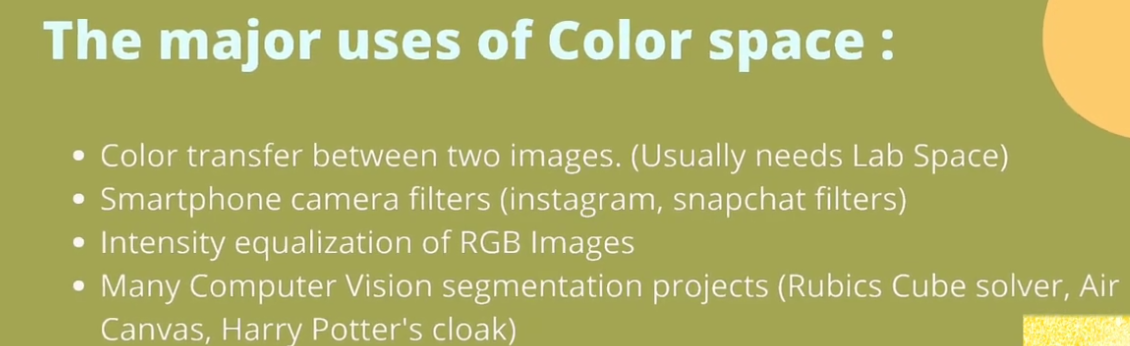 The major uses of Color space :
• Color transfer between two images. (Usually needs Lab Space)
• Smartphone camera filters (instagram, snapchat filters)
• Intensity equalization of RGB Images
• Many Computer Vision segmentation projects (Rubics Cube solver, Air
Canvas, Harry Potter's cloak)